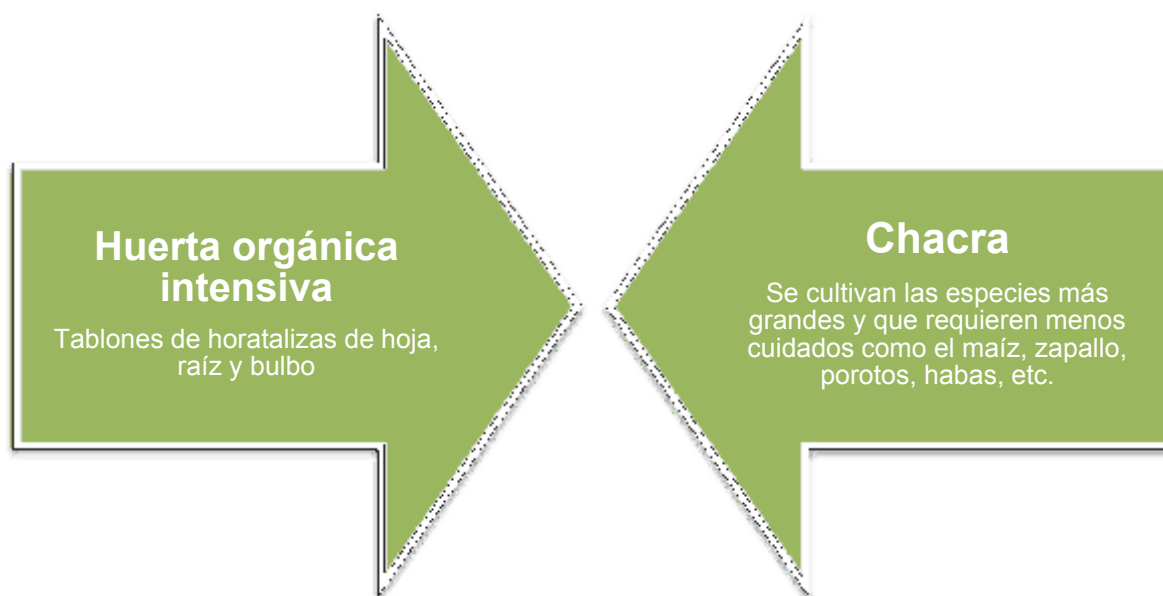 Huerta orgánica
intensiva
Tablones de horatalizas de hoja,
raíz y bulbo
Chacra
Se cultivan las especies más
grandes y que requieren menos
cuidados como el maíz, zapallo,
porotos, habas, etc.